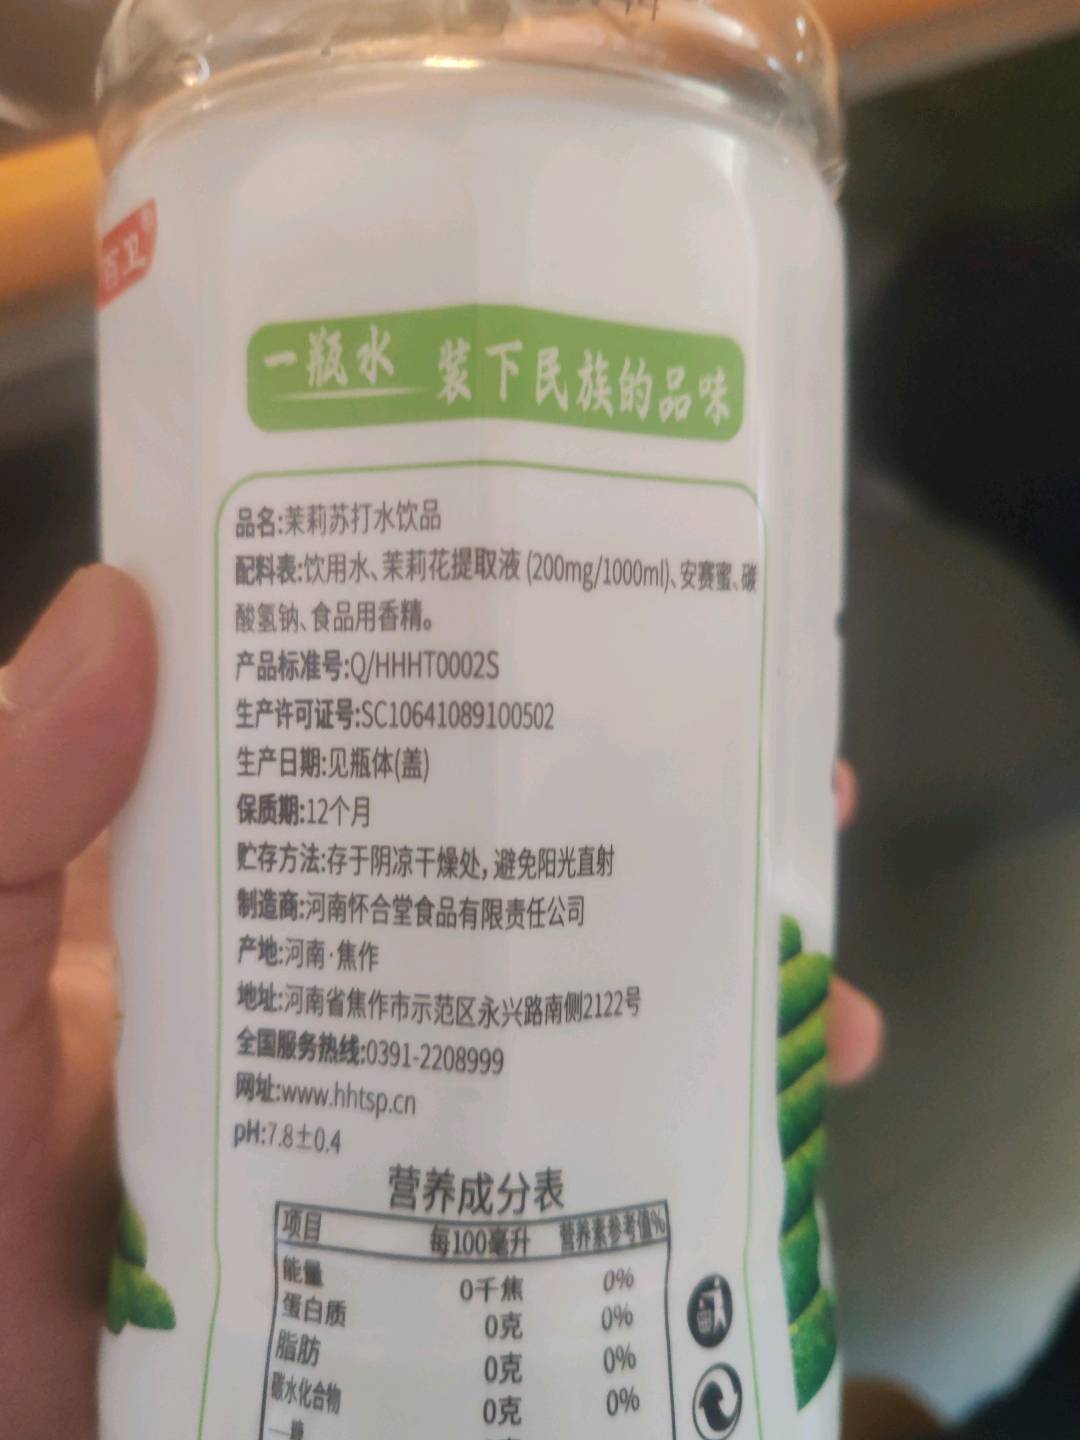 卫®
一瓶水 装下民族的品味
品名:茉莉苏打水饮品
配料表:饮用水、茉莉花提取液(200mg/1000ml)、安赛蜜、碳
酸氢钠、食品用香精。
产品标准号:Q/HHHT0002S
生产许可证号:SC10641089100502
生产日期:见瓶体(盖)
保质期:12个月
贮存方法:存于阴凉干燥处,避免阳光直射
制造商:河南怀合堂食品有限责任公司
产地:河南·焦作
地址:河南省焦作市示范区永兴路南侧2122号
全国服务热线:0391-2208999
网址:www.hhtsp.cn
pH:7.8±0.4
营养成分表
项目 每100毫升 营养素参考值%
能量 0千焦 0%
蛋白质 0克 0%
脂肪 0克 0%
碳水化合物 0克 0%
—糖